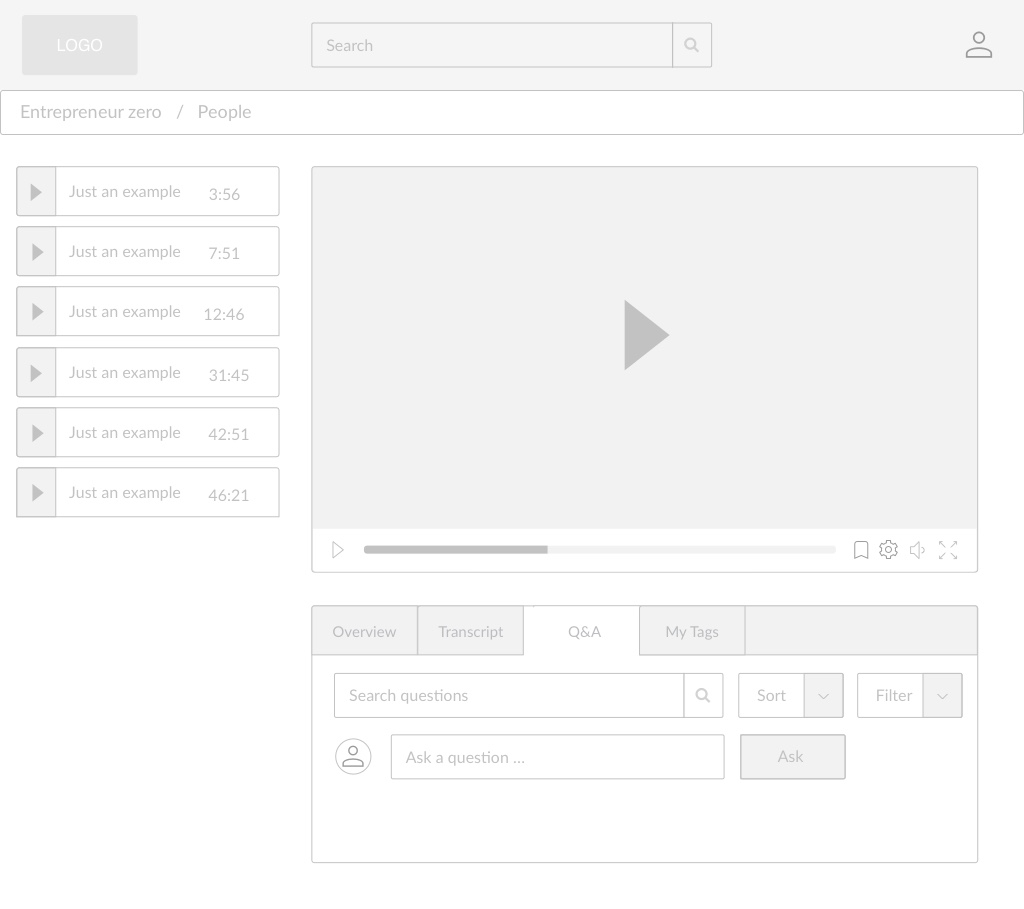 LOGO
Search
Entrepreneur zero / People
Just an example 3:56
Just an example 7:51
Just an example 12:46
Just an example 31:45
Just an example 42:51
Just an example 46:21
Overview Transcript Q&A My Tags
Search questions Sort Filter
Ask a question ... Ask